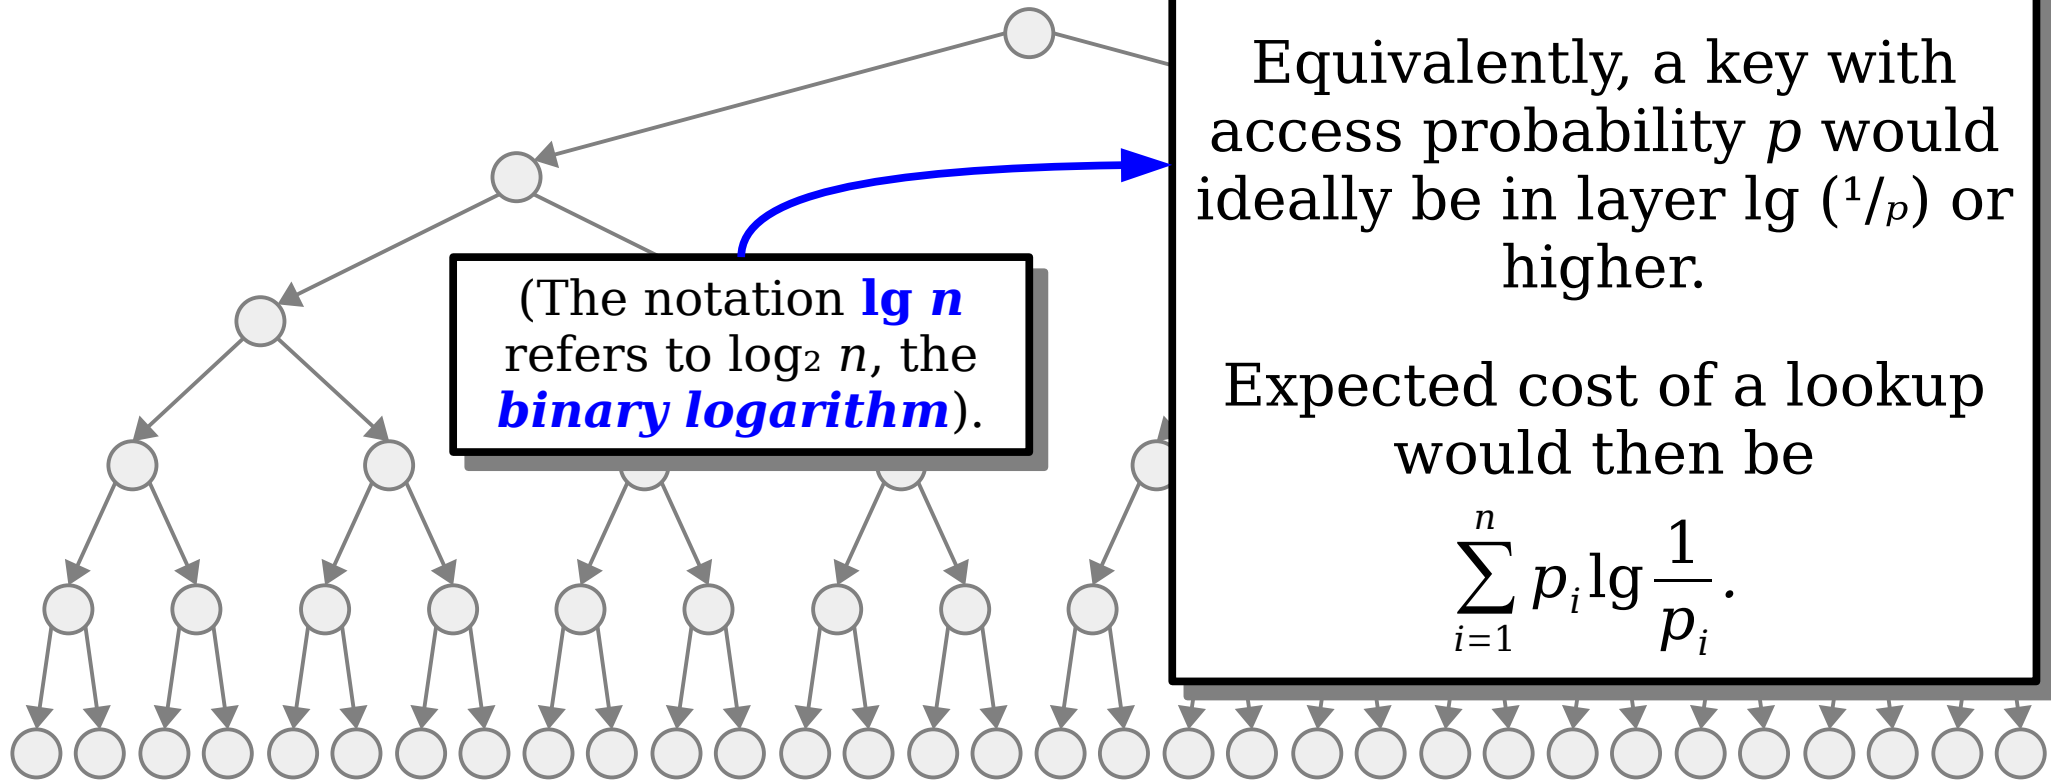 Equivalently, a key with
access probability p would
ideally be in layer lg (¹/ₚ) or
higher.
(The notation lg n
refers to log₂ n, the
binary logarithm).
Expected cost of a lookup
would then be
n
∑ pᵢ lg 1/pᵢ .
i=1